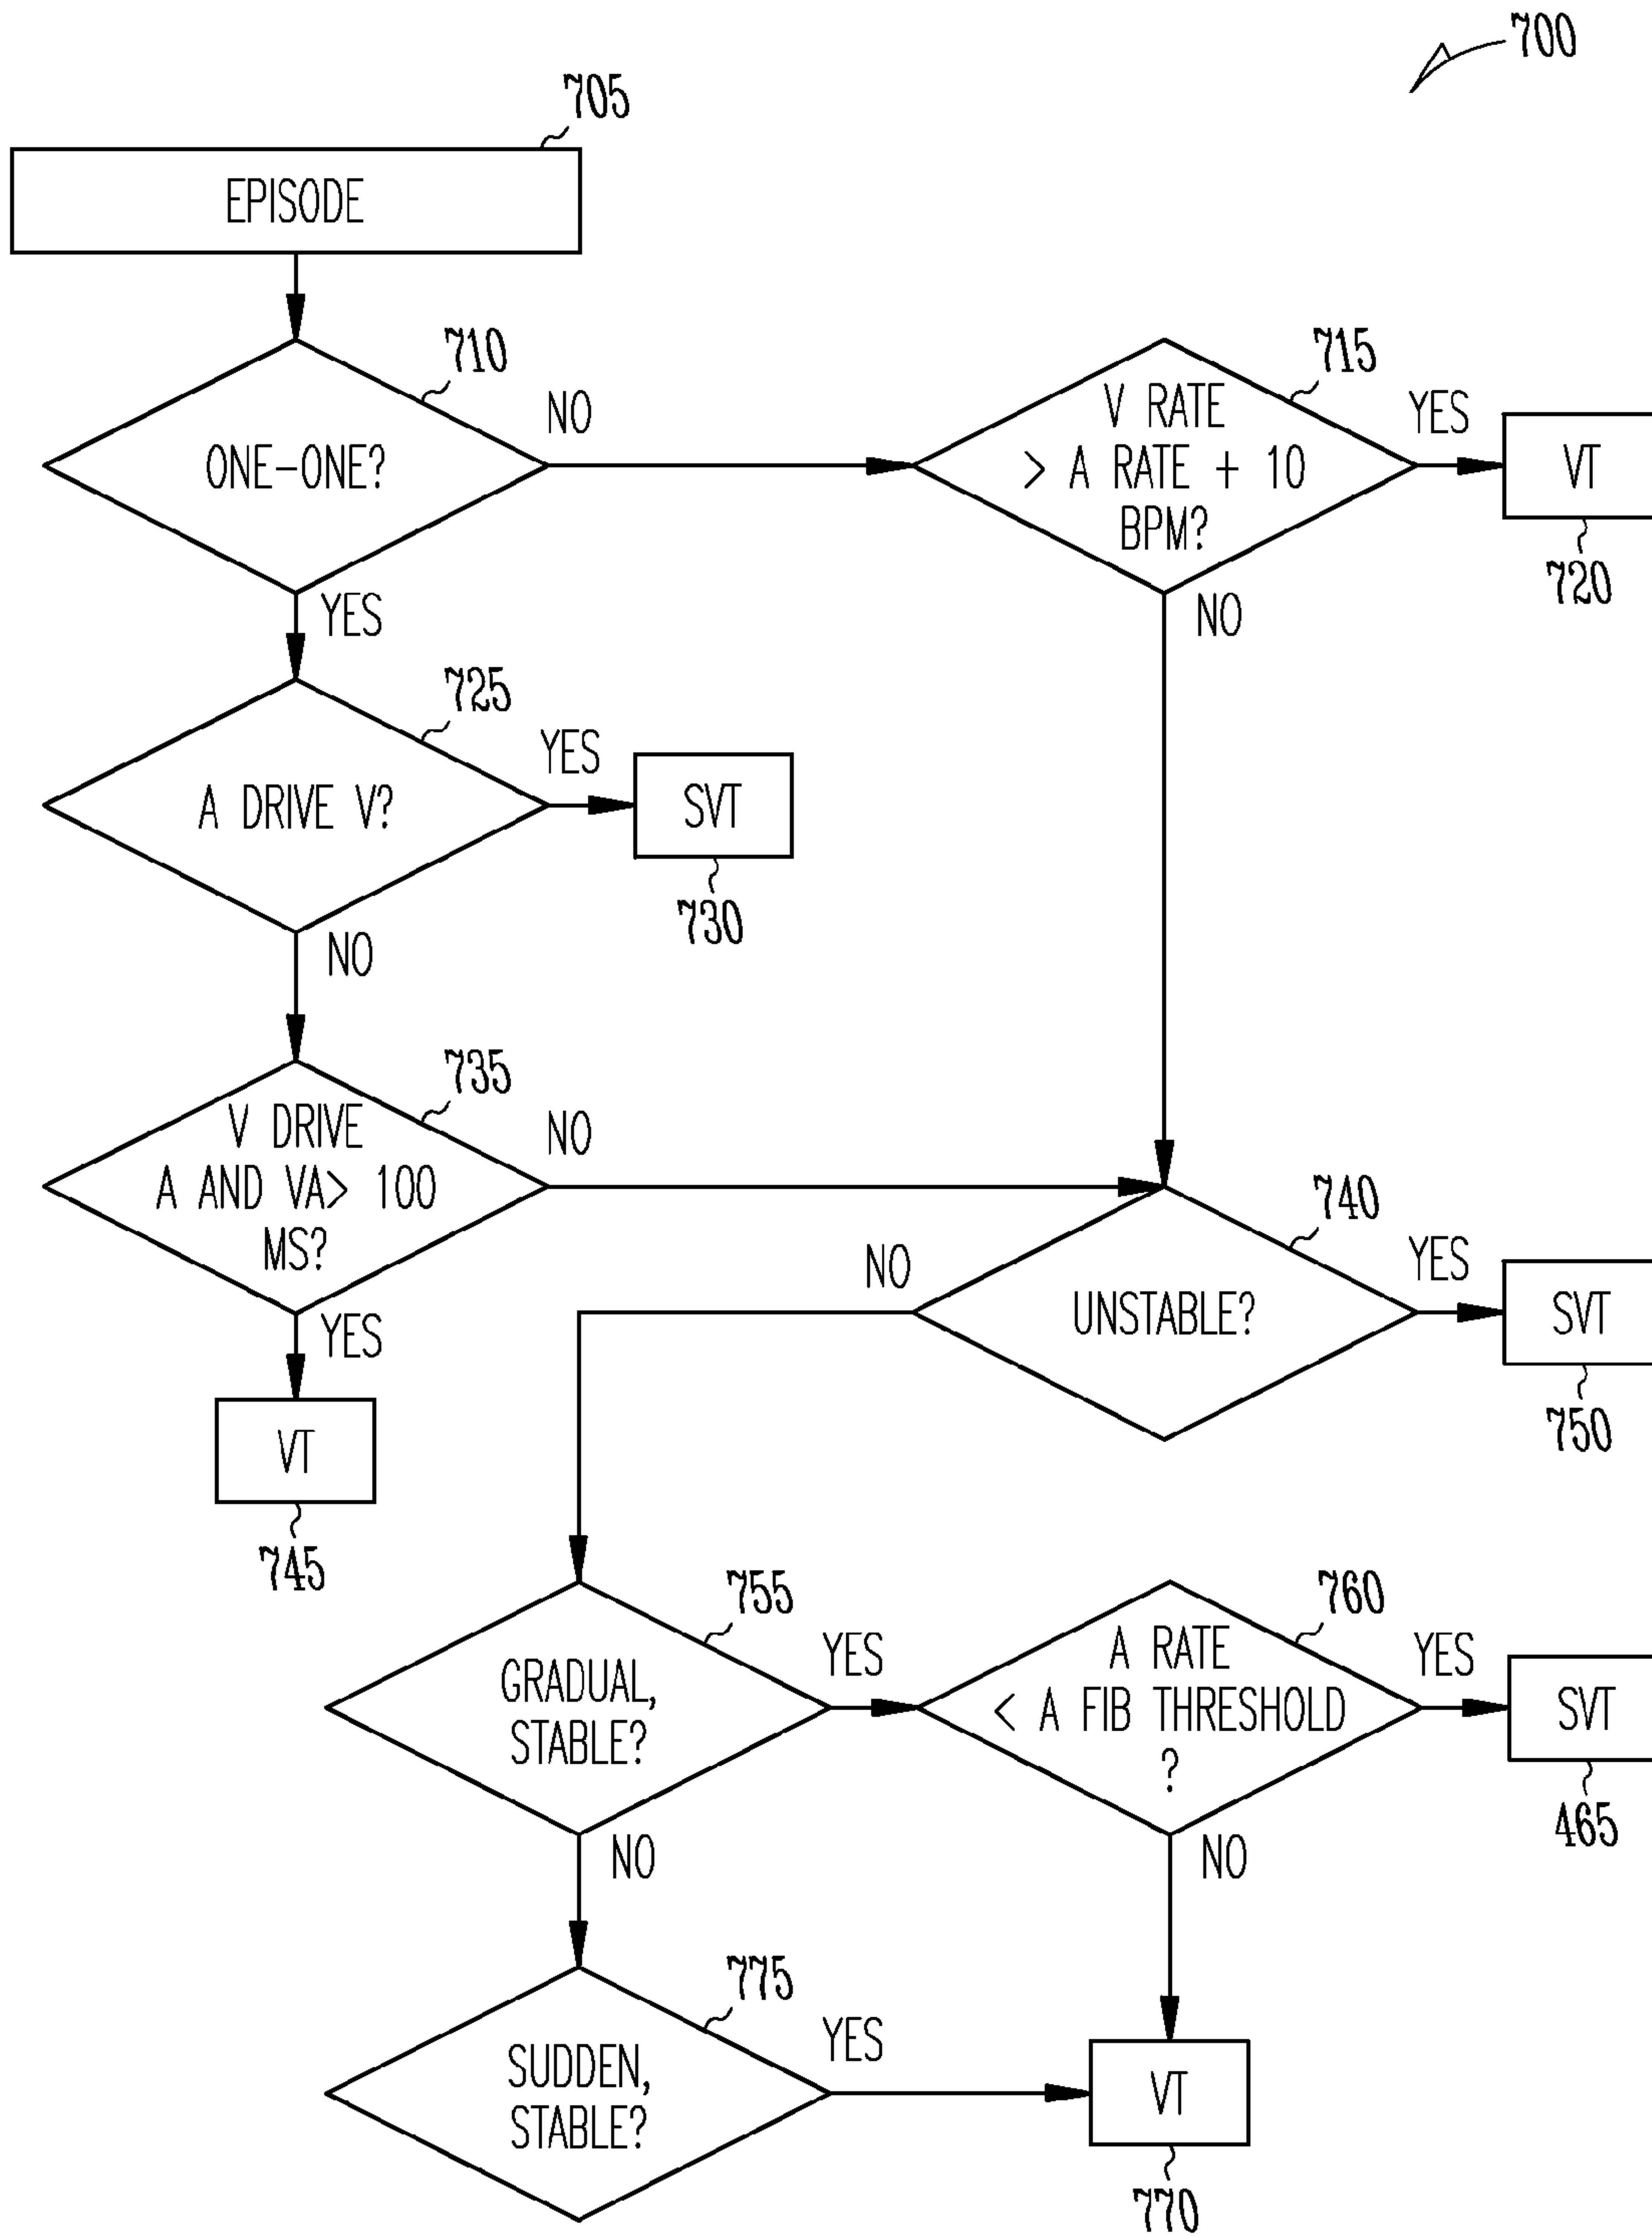 700
705
EPISODE
710
ONE-ONE?
NO
YES
715
V RATE
> A RATE + 10
BPM?
YES
NO
VT
720
725
A DRIVE V?
YES
NO
SVT
730
735
V DRIVE
A AND VA> 100
MS?
NO
YES
VT
745
740
UNSTABLE?
NO
YES
SVT
750
755
GRADUAL,
STABLE?
YES
NO
760
A RATE
< A FIB THRESHOLD
?
YES
NO
SVT
465
775
SUDDEN,
STABLE?
YES
VT
770